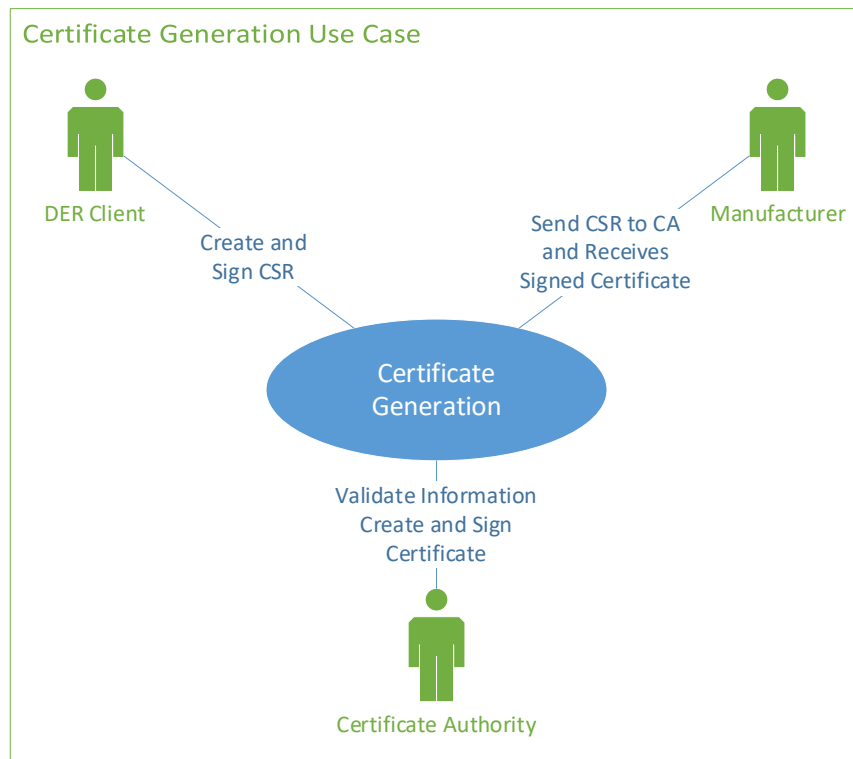 Certificate Generation Use Case
DER Client
Manufacturer
Create and
Sign CSR
Send CSR to CA
and Receives
Signed Certificate
Certificate
Generation
Validate Information
Create and Sign
Certificate
Certificate Authority